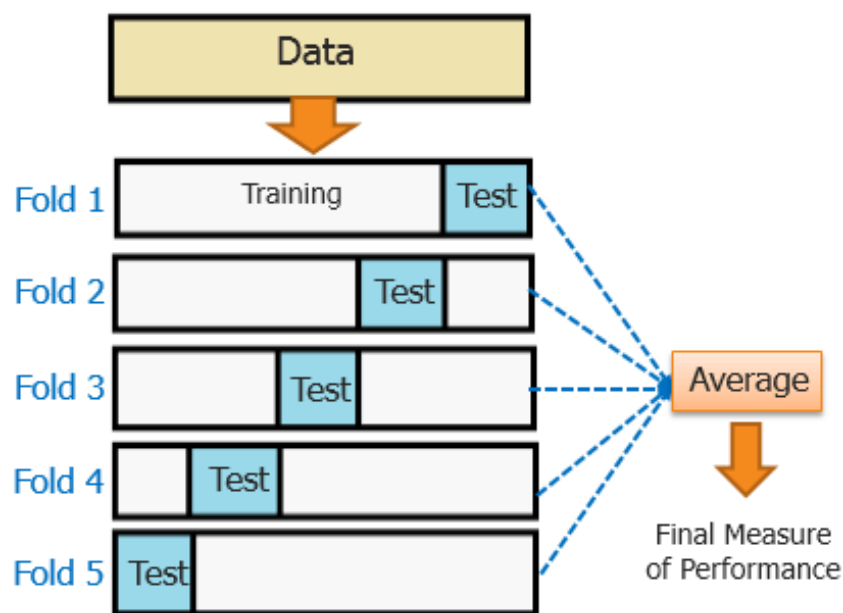 Data
Fold 1
Training
Test
Fold 2
Test
Fold 3
Test
Average
Fold 4
Test
Final Measure
of Performance
Fold 5
Test